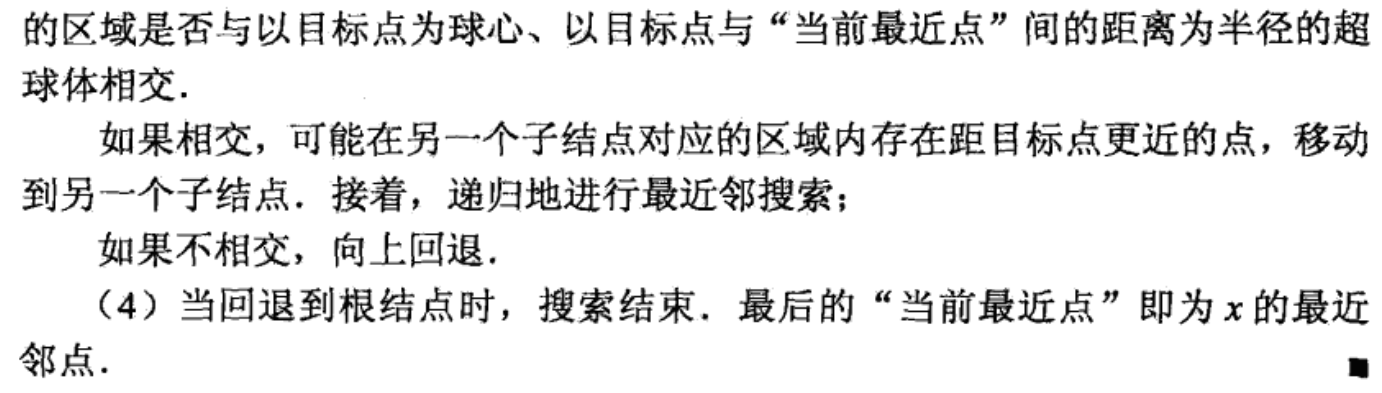 的区域是否与以目标点为球心、以目标点与“当前最近点”间的距离为半径的超
球体相交．
如果相交，可能在另一个子结点对应的区域内存在距目标点更近的点，移动
到另一个子结点．接着，递归地进行最近邻搜索；
如果不相交，向上回退．
（4）当回退到根结点时，搜索结束．最后的“当前最近点”即为 x 的最近
邻点．